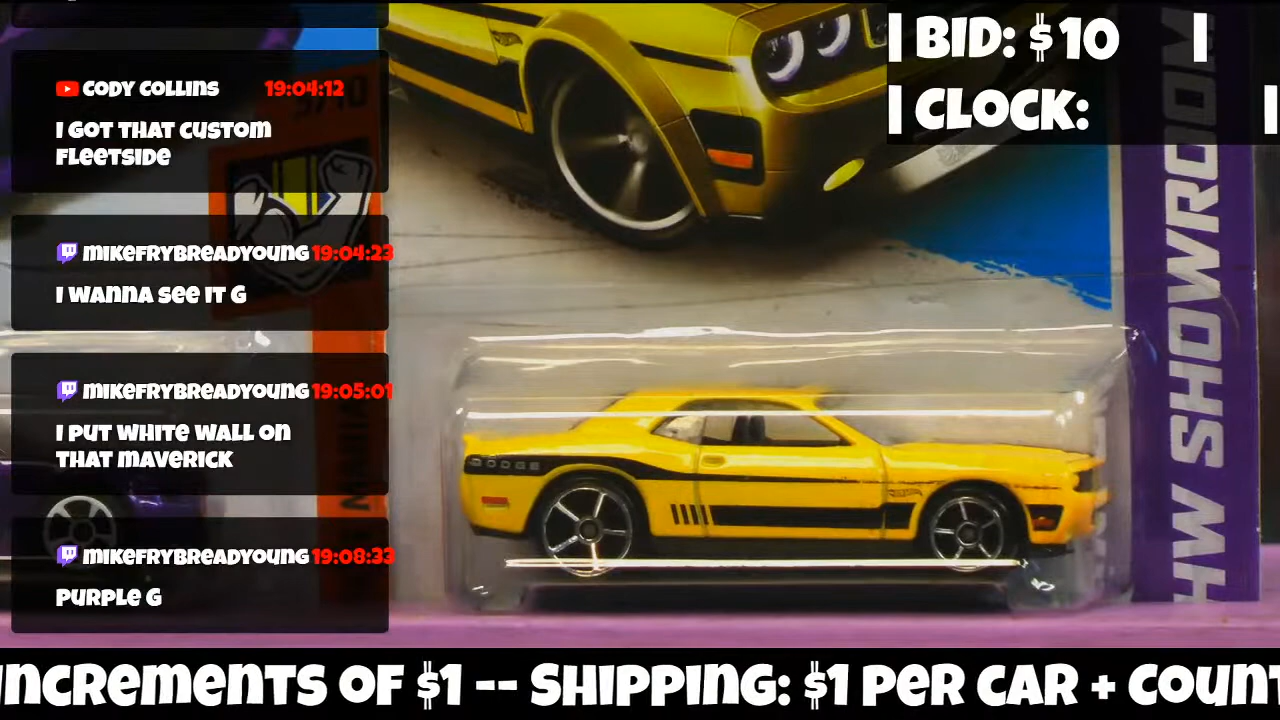 CODY COLLINS 19:04:12
I GOT THAT CUSTOM
FLEETSIDE
MIKEFRYBREADYOUNG 19:04:23
I WANNA SEE IT G
MIKEFRYBREADYOUNG 19:05:01
I PUT WHITE WALL ON
THAT MAVERICK
MIKEFRYBREADYOUNG 19:08:33
PURPLE G
| BID: $10 |
| CLOCK: |
HW SHOWROOM
DODGE
INCREMENTS OF $1 -- SHIPPING: $1 PER CAR + COUNT